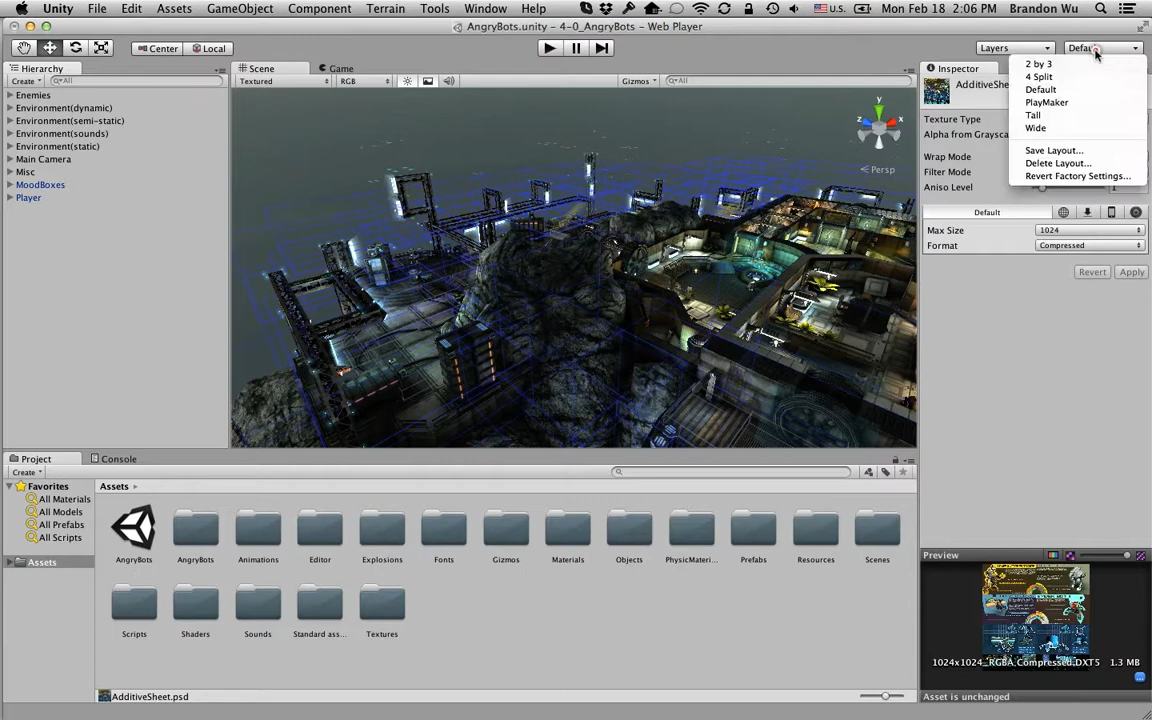 Unity File Edit Assets GameObject Component Terrain Tools Window Help U.S. Mon Feb 18 2:06 PM Brandon Wu
AngryBots.unity - 4-0_AngryBots - Web Player
Center Local Layers
Hierarchy
Create All
Enemies
Environment(dynamic)
Environment(semi-static)
Environment(sounds)
Environment(static)
Main Camera
Misc
MoodBoxes
Player
Scene Game
Textured RGB Gizmos All
y
z x
Persp
2 by 3
4 Split
Default
PlayMaker
Tall
Wide
Save Layout...
Delete Layout...
Revert Factory Settings...
Inspector
Texture Type
Wrap Mode
Filter Mode
Aniso Level 1
Default
Max Size 1024
Format Compressed
Revert Apply
Project Console
Create
Favorites
All Materials
All Models
All Prefabs
All Scripts
Assets
Assets
AngryBots AngryBots Animations Editor Explosions Fonts Gizmos Materials Objects PhysicMateri... Prefabs Resources Scenes
Scripts Shaders Sounds Standard ass... Textures
AdditiveSheet.psd
Preview
1024x1024 RGBA Compressed DXT5 1.3 MB
Asset is unchanged